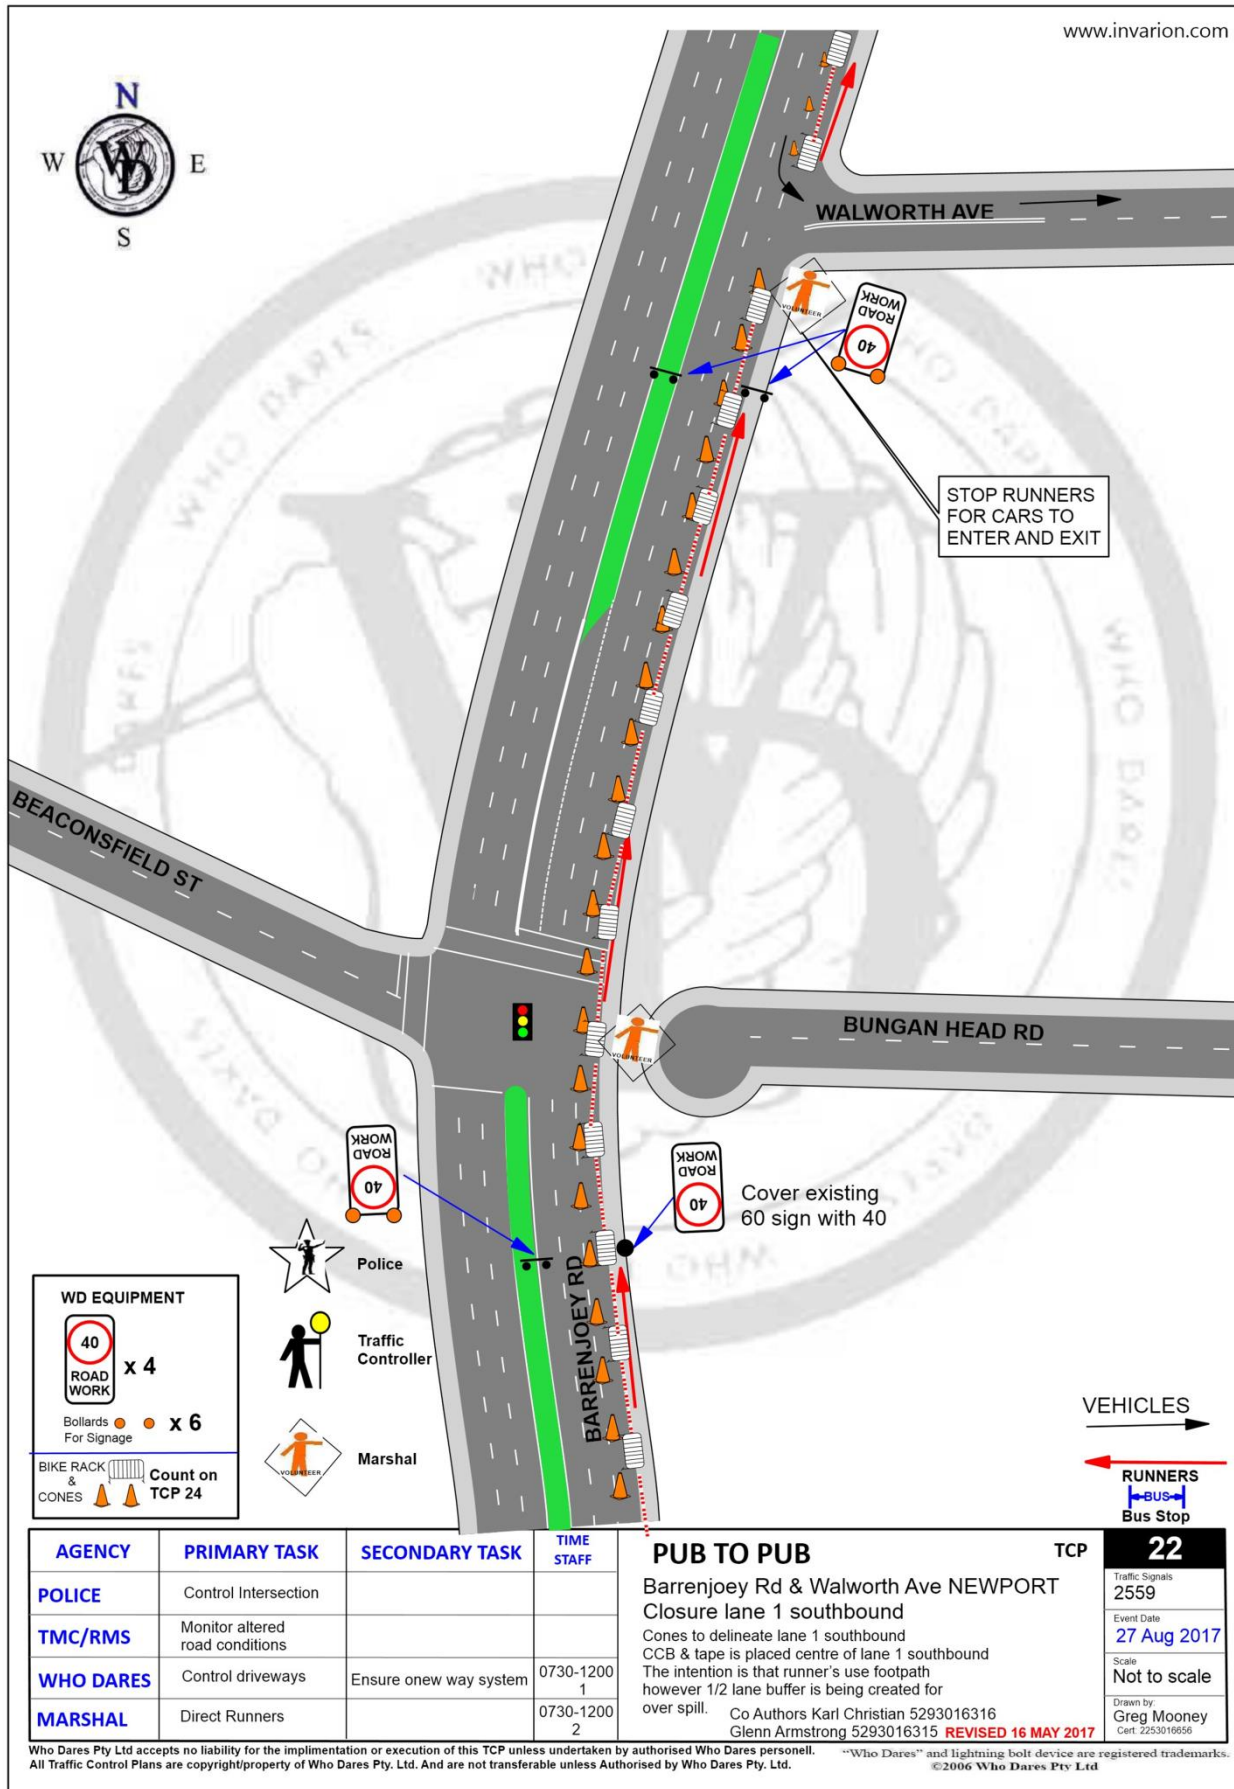 www.invarion.com
N
W
E
S
WALWORTH AVE
VOLUNTEER
ROAD
WORK
40
STOP RUNNERS
FOR CARS TO
ENTER AND EXIT
BEACONSFIELD ST
BUNGAN HEAD RD
VOLUNTEER
ROAD
WORK
40
ROAD
WORK
40
Cover existing
60 sign with 40
BARRENJOEY RD
Police
Traffic
Controller
VOLUNTEER
Marshal
WD EQUIPMENT
40
ROAD
WORK
x 4
Bollards
For Signage
x 6
BIKE RACK
&
CONES
Count on
TCP 24
VEHICLES
RUNNERS
BUS
Bus Stop
AGENCY PRIMARY TASK SECONDARY TASK TIME STAFF
POLICE Control Intersection
TMC/RMS Monitor altered
road conditions
WHO DARES Control driveways Ensure onew way system 0730-1200
1
MARSHAL Direct Runners 0730-1200
2
PUB TO PUB TCP 22
Barrenjoey Rd & Walworth Ave NEWPORT
Closure lane 1 southbound
Cones to delineate lane 1 southbound
CCB & tape is placed centre of lane 1 southbound
The intention is that runner's use footpath
however 1/2 lane buffer is being created for
over spill.
Co Authors Karl Christian 5293016316
Glenn Armstrong 5293016315 REVISED 16 MAY 2017
Traffic Signals
2559
Event Date
27 Aug 2017
Scale
Not to scale
Drawn by:
Greg Mooney
Cert: 2253016656
Who Dares Pty Ltd accepts no liability for the implimentation or execution of this TCP unless undertaken by authorised Who Dares personell.
All Traffic Control Plans are copyright/property of Who Dares Pty. Ltd. And are not transferable unless Authorised by Who Dares Pty. Ltd.
"Who Dares" and lightning bolt device are registered trademarks.
©2006 Who Dares Pty Ltd